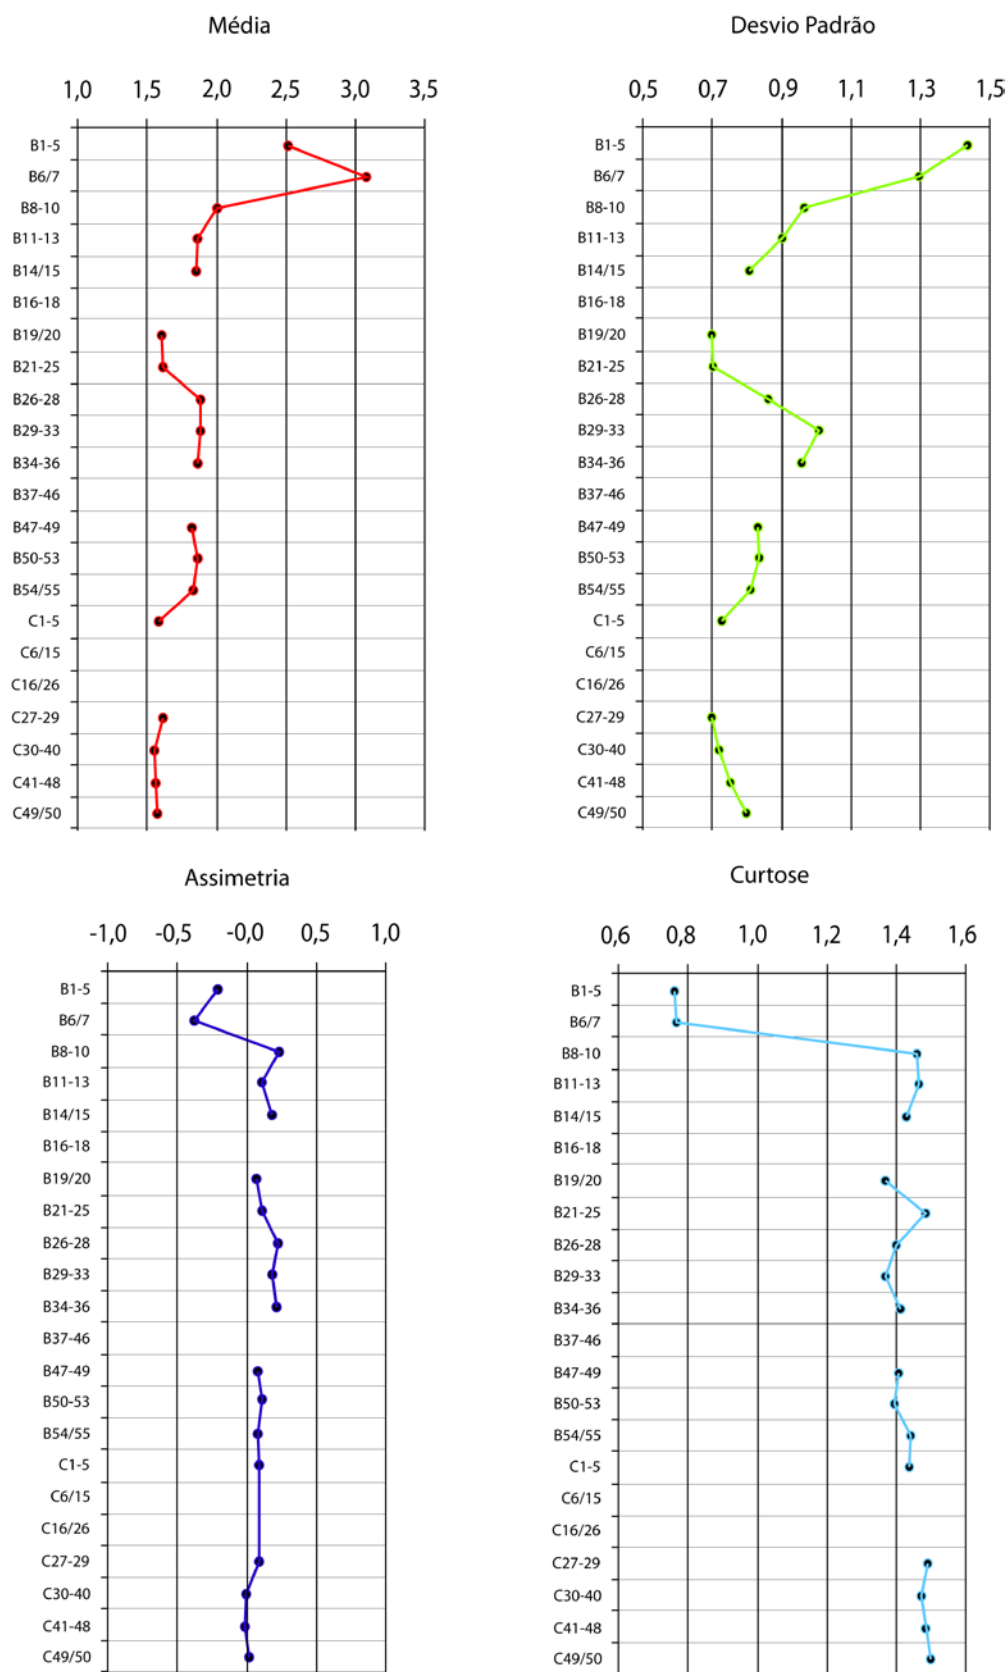 Média
1,0 1,5 2,0 2,5 3,0 3,5
B1-5
B6/7
B8-10
B11-13
B14/15
B16-18
B19/20
B21-25
B26-28
B29-33
B34-36
B37-46
B47-49
B50-53
B54/55
C1-5
C6/15
C16/26
C27-29
C30-40
C41-48
C49/50
Desvio Padrão
0,5 0,7 0,9 1,1 1,3 1,5
B1-5
B6/7
B8-10
B11-13
B14/15
B16-18
B19/20
B21-25
B26-28
B29-33
B34-36
B37-46
B47-49
B50-53
B54/55
C1-5
C6/15
C16/26
C27-29
C30-40
C41-48
C49/50
Assimetria
-1,0 -0,5 -0,0 0,5 1,0
B1-5
B6/7
B8-10
B11-13
B14/15
B16-18
B19/20
B21-25
B26-28
B29-33
B34-36
B37-46
B47-49
B50-53
B54/55
C1-5
C6/15
C16/26
C27-29
C30-40
C41-48
C49/50
Curtose
0,6 0,8 1,0 1,2 1,4 1,6
B1-5
B6/7
B8-10
B11-13
B14/15
B16-18
B19/20
B21-25
B26-28
B29-33
B34-36
B37-46
B47-49
B50-53
B54/55
C1-5
C6/15
C16/26
C27-29
C30-40
C41-48
C49/50